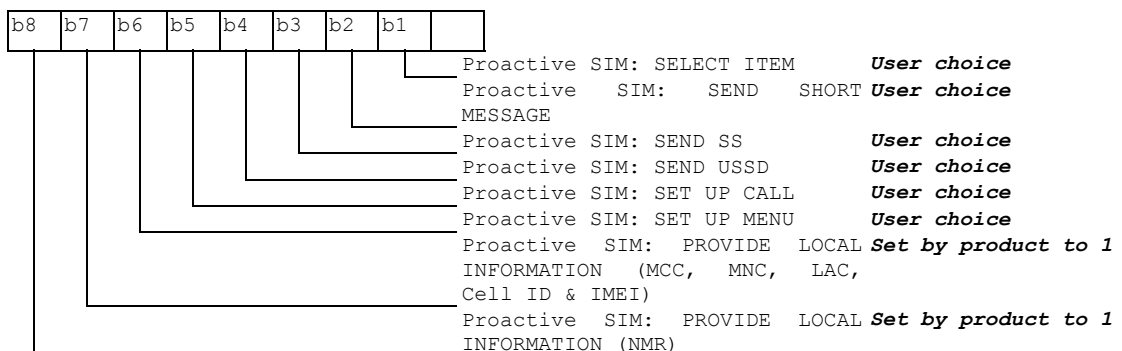 b8 b7 b6 b5 b4 b3 b2 b1
Proactive SIM: SELECT ITEM User choice
Proactive SIM: SEND SHORT User choice
MESSAGE
Proactive SIM: SEND SS User choice
Proactive SIM: SEND USSD User choice
Proactive SIM: SET UP CALL User choice
Proactive SIM: SET UP MENU User choice
Proactive SIM: PROVIDE LOCAL Set by product to 1
INFORMATION (MCC, MNC, LAC,
Cell ID & IMEI)
Proactive SIM: PROVIDE LOCAL Set by product to 1
INFORMATION (NMR)